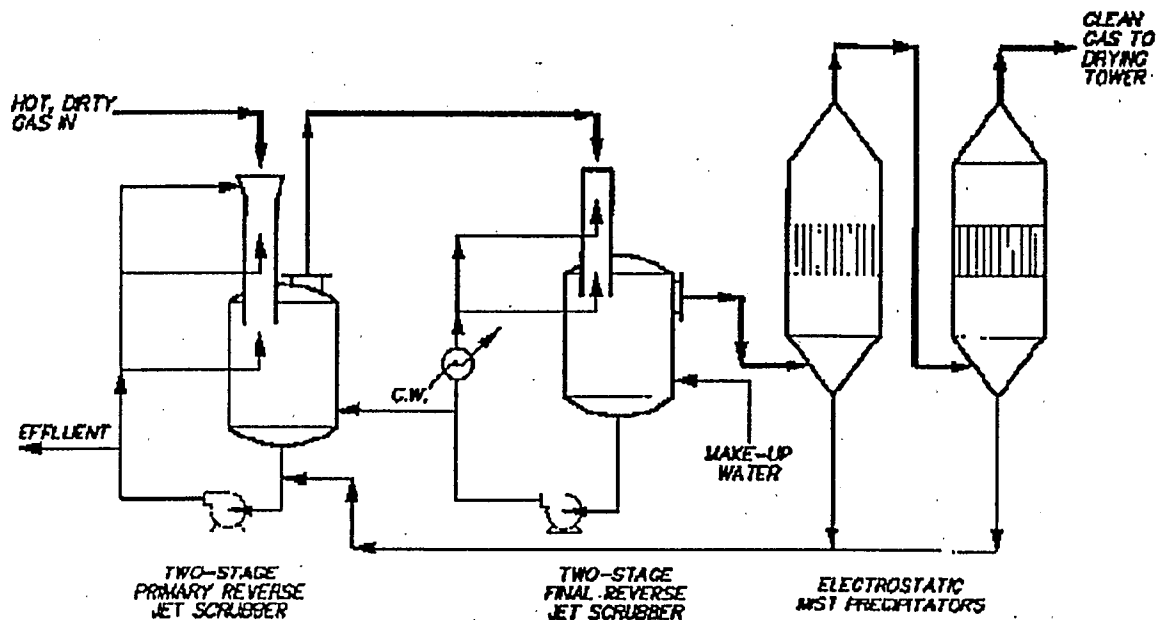 CLEAN
GAS TO
DRYING
TOWER
HOT, DIRTY
GAS IN
C.W.
EFFLUENT
MAKE-UP
WATER
TWO-STAGE
PRIMARY REVERSE
JET SCRUBBER
TWO-STAGE
FINAL REVERSE
JET SCRUBBER
ELECTROSTATIC
MIST PRECIPITATORS